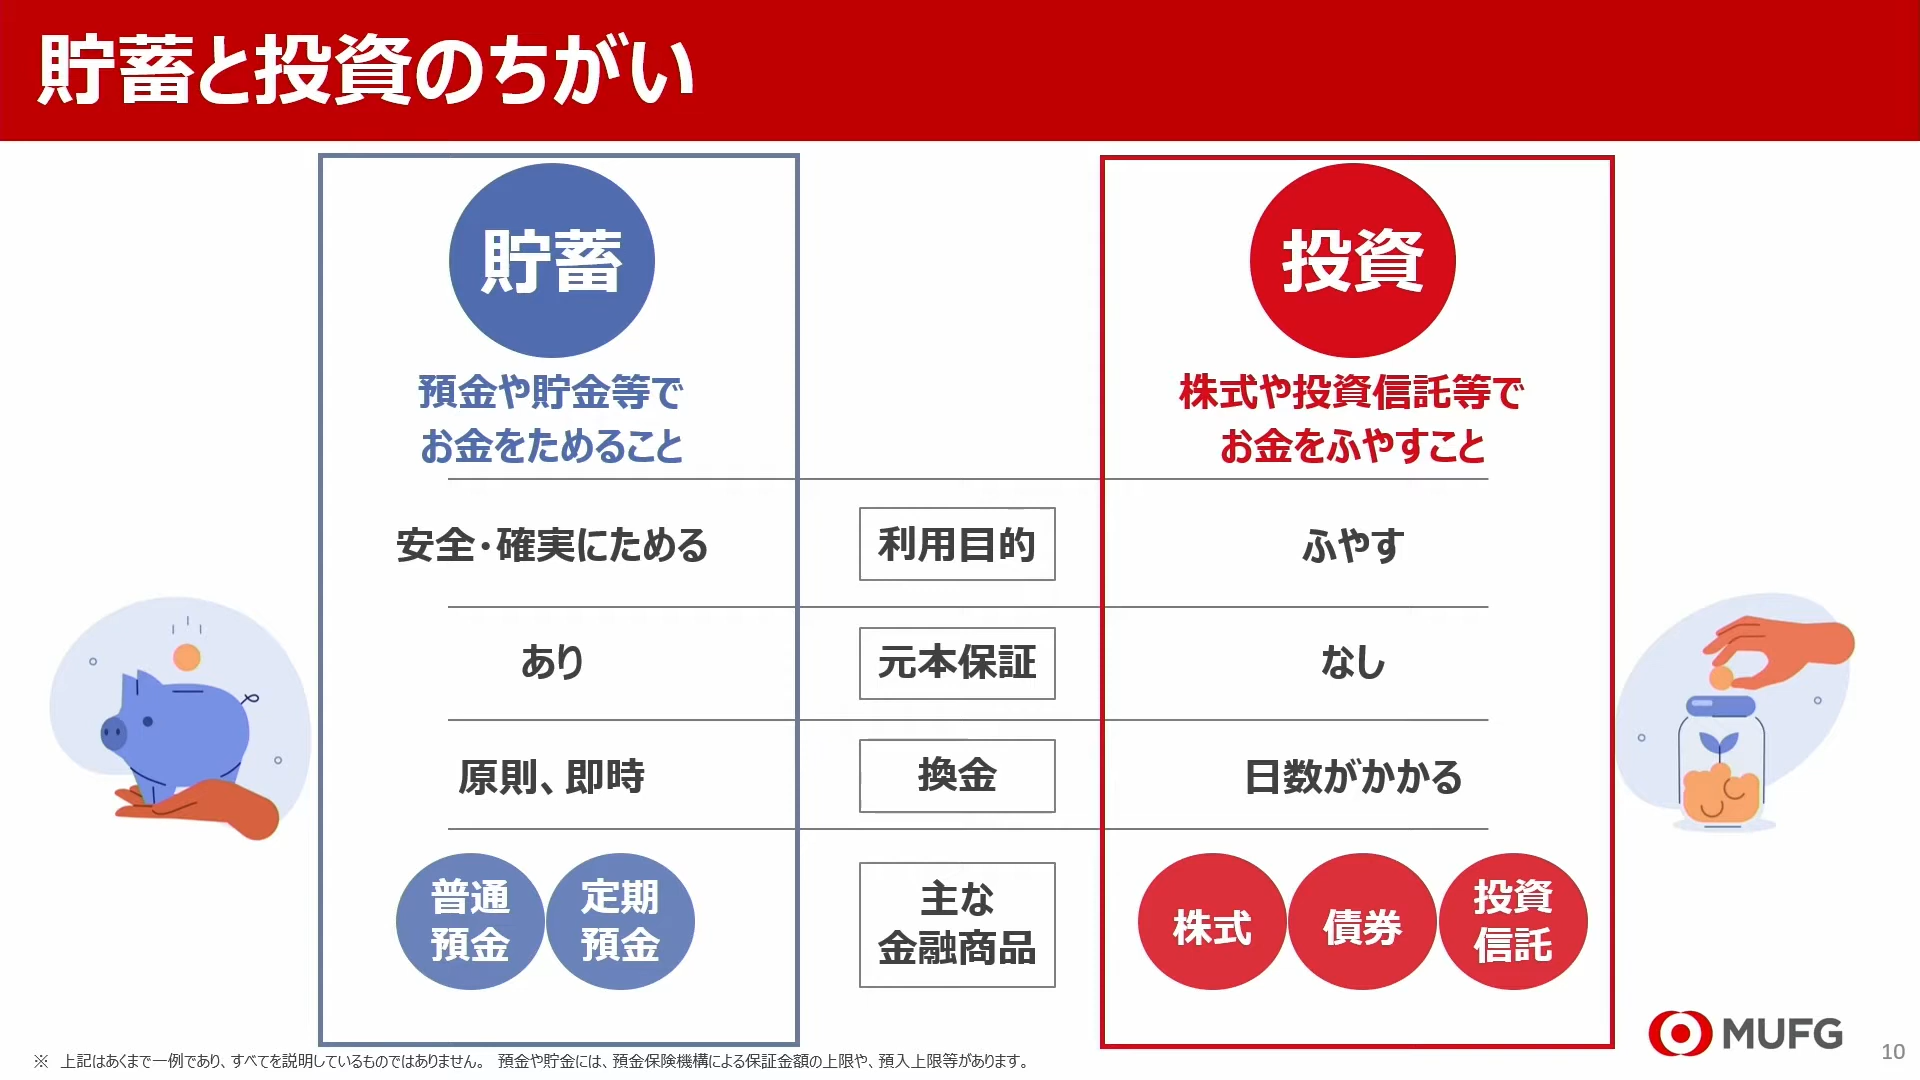 貯蓄と投資のちがい
貯蓄
投資
預金や貯金等で
お金をためること
株式や投資信託等で
お金をふやすこと
安全・確実にためる
利用目的
ふやす
あり
元本保証
なし
原則、即時
換金
日数がかかる
普通
預金
定期
預金
主な
金融商品
株式
債券
投資
信託
MUFG
※ 上記はあくまで一例であり、すべてを説明しているものではありません。 預金や貯金には、預金保険機構による保証金額の上限や、預入上限等があります。
10